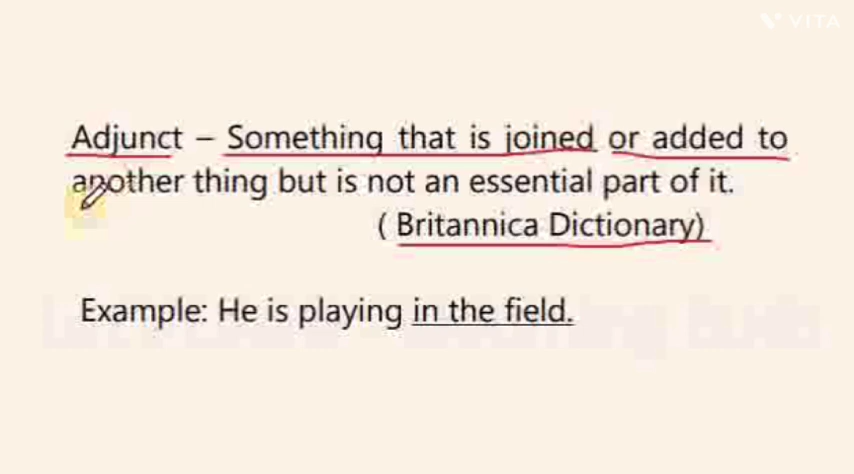 VITA
Adjunct – Something that is joined or added to
another thing but is not an essential part of it.
( Britannica Dictionary)
Example: He is playing in the field.